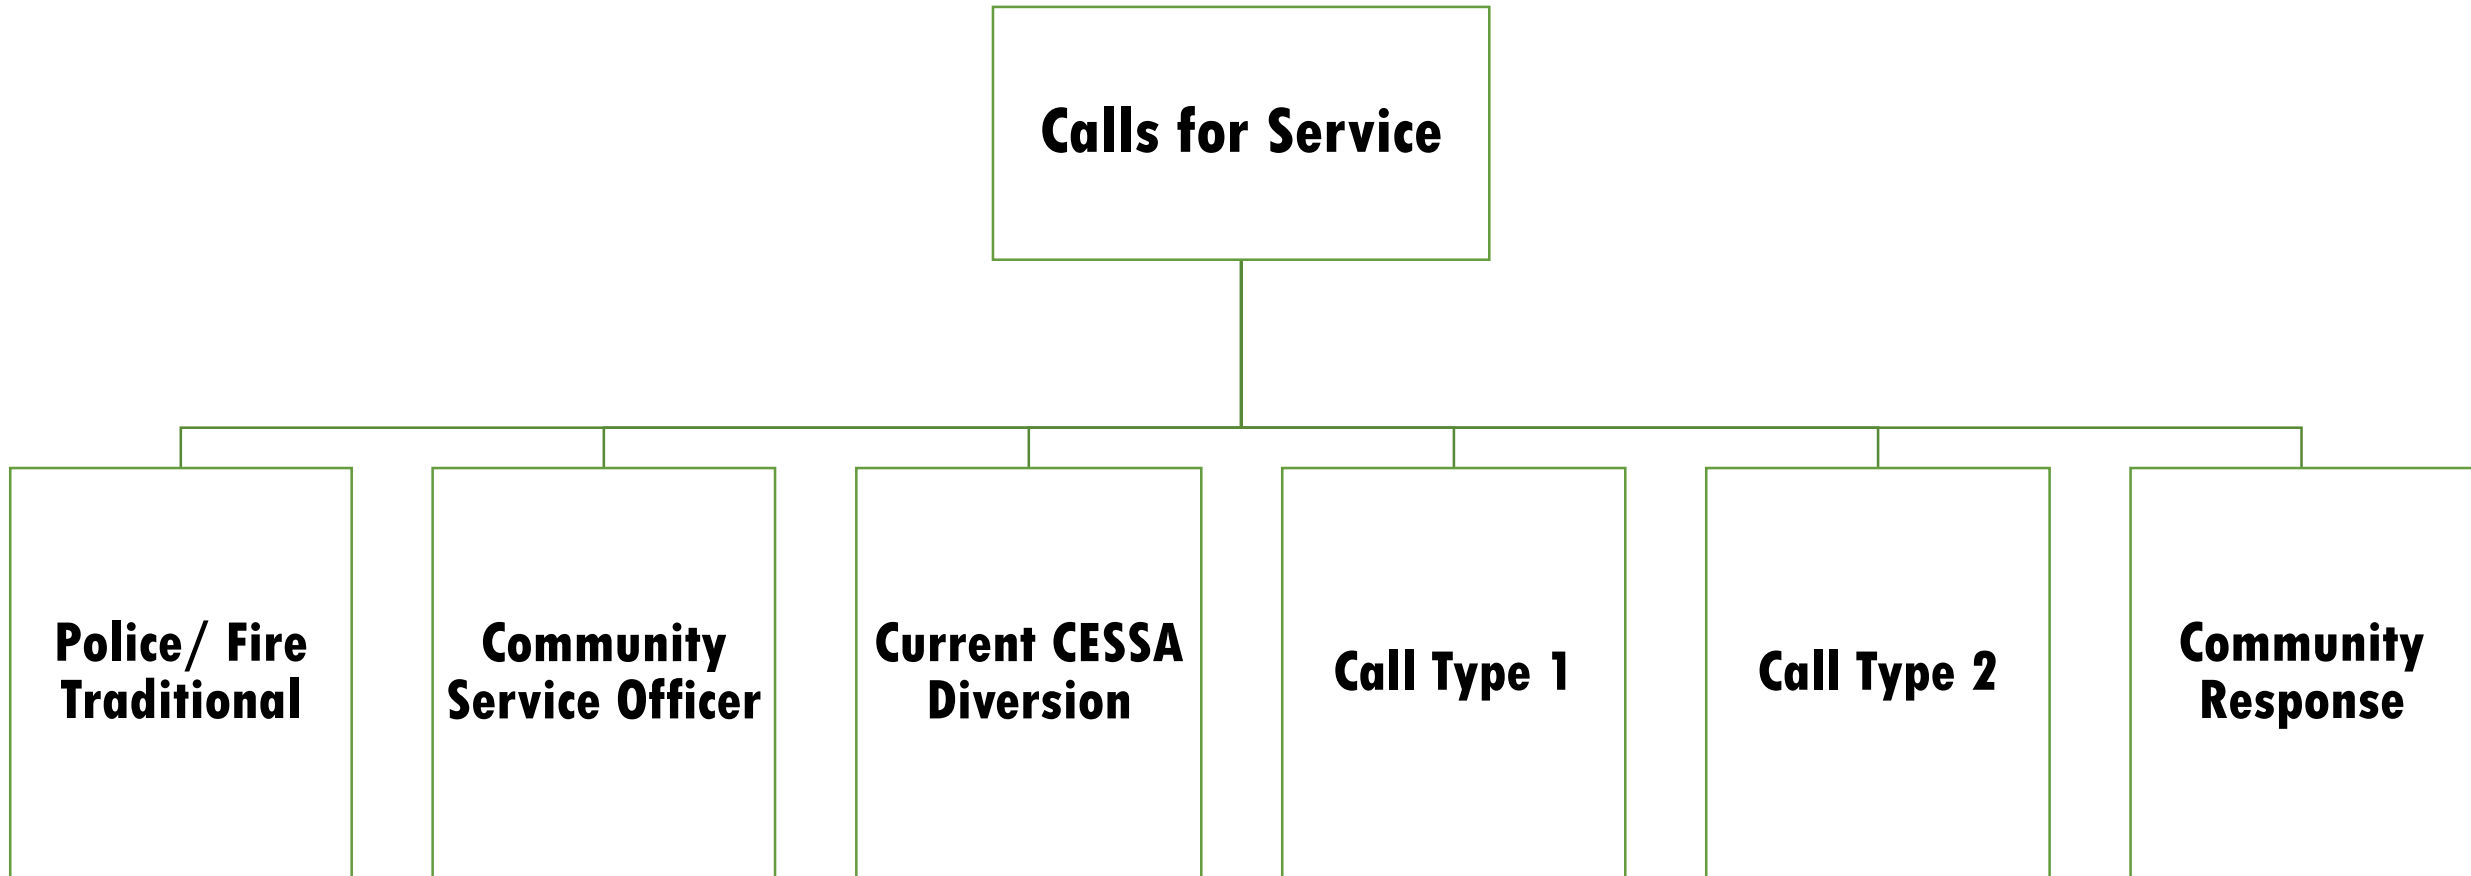 Calls for Service
Police/ Fire
Traditional
Community
Service Officer
Current CESSA
Diversion
Call Type 1
Call Type 2
Community
Response